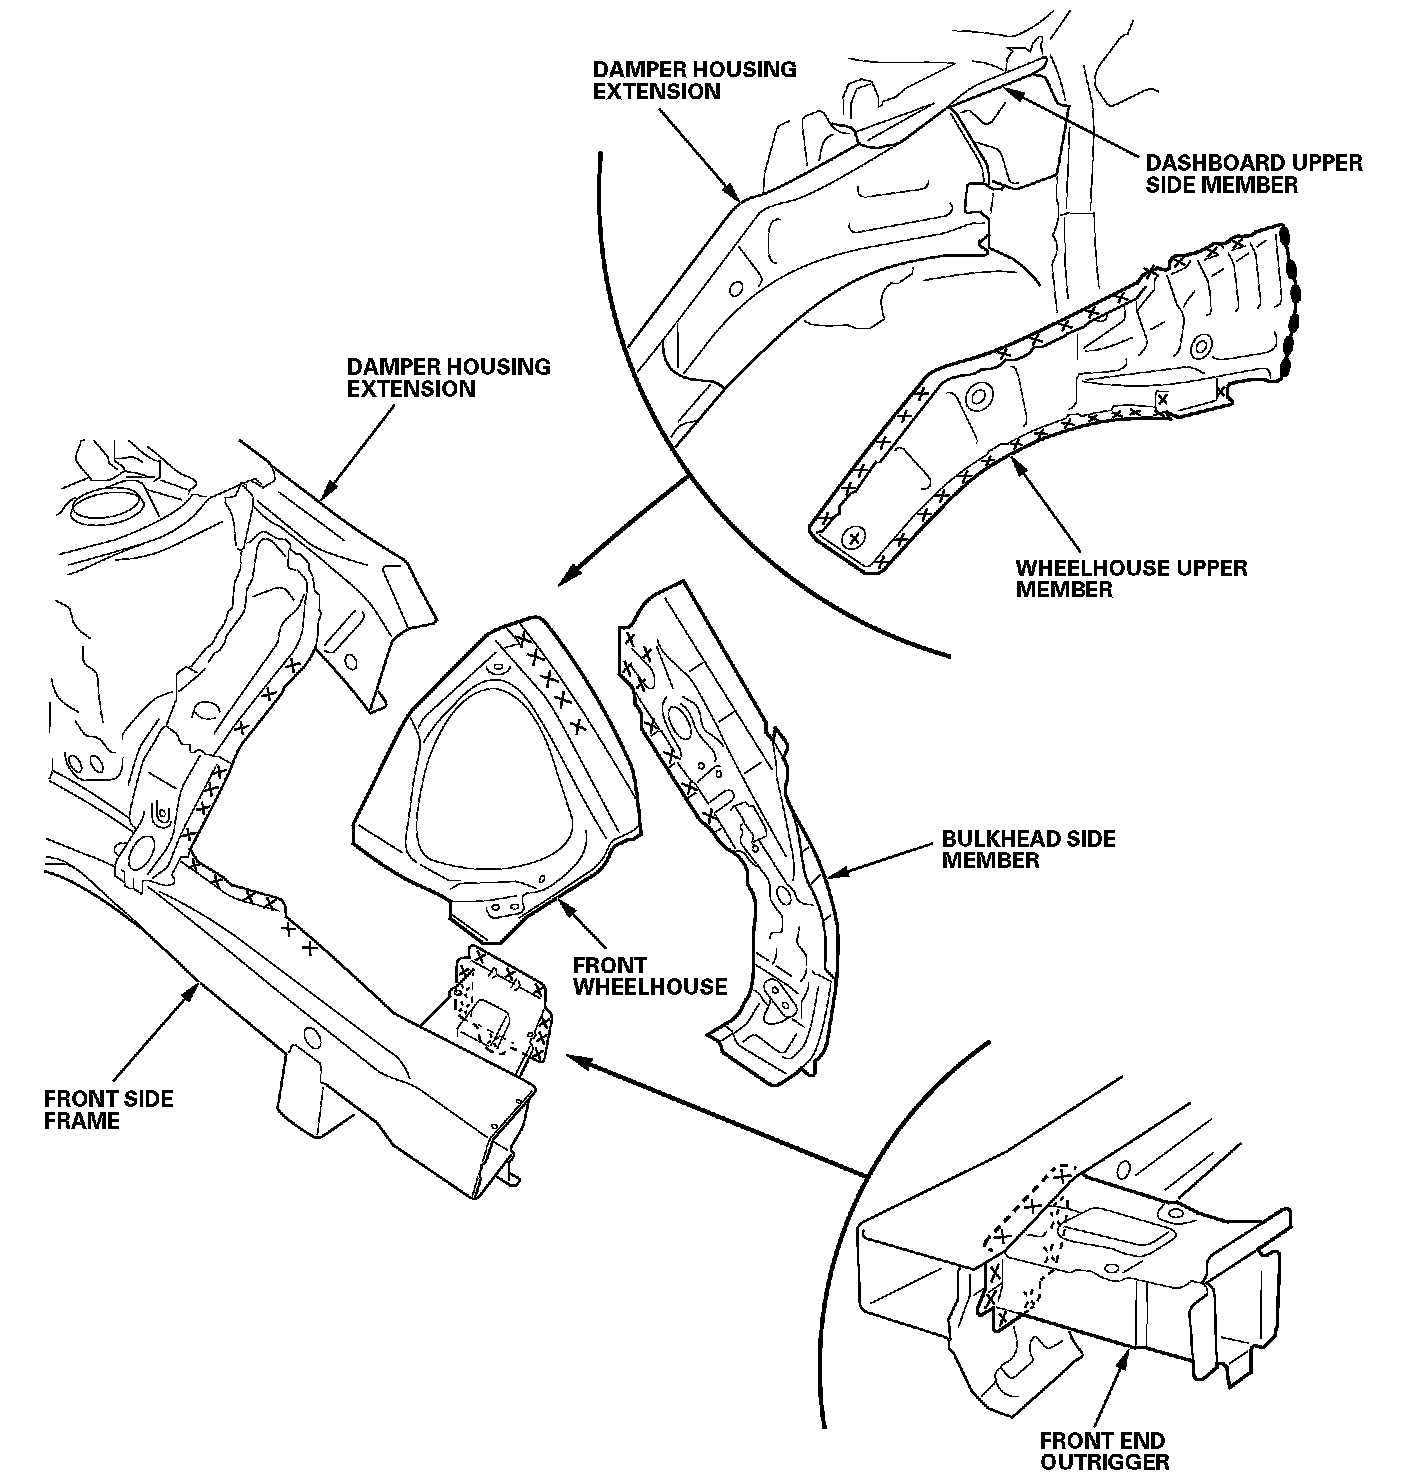 DAMPER HOUSING
EXTENSION
DASHBOARD UPPER
SIDE MEMBER
DAMPER HOUSING
EXTENSION
WHEELHOUSE UPPER
MEMBER
BULKHEAD SIDE
MEMBER
FRONT
WHEELHOUSE
FRONT SIDE
FRAME
FRONT END
OUTRIGGER